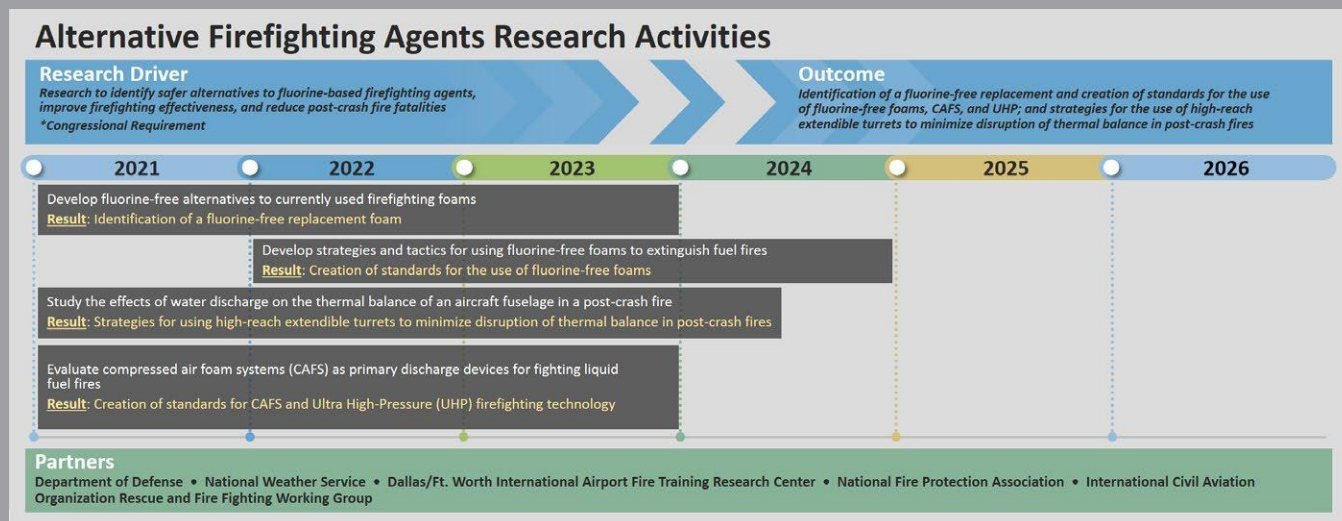 Alternative Firefighting Agents Research Activities
Research Driver
Research to identify safer alternatives to fluorine-based firefighting agents,
improve firefighting effectiveness, and reduce post-crash fire fatalities
*Congressional Requirement
Outcome
Identification of a fluorine-free replacement and creation of standards for the use
of fluorine-free foams, CAFS, and UHP; and strategies for the use of high-reach
extendible turrets to minimize disruption of thermal balance in post-crash fires
2021 2022 2023 2024 2025 2026
Develop fluorine-free alternatives to currently used firefighting foams
Result: Identification of a fluorine-free replacement foam
Develop strategies and tactics for using fluorine-free foams to extinguish fuel fires
Result: Creation of standards for the use of fluorine-free foams
Study the effects of water discharge on the thermal balance of an aircraft fuselage in a post-crash fire
Result: Strategies for using high-reach extendible turrets to minimize disruption of thermal balance in post-crash fires
Evaluate compressed air foam systems (CAFS) as primary discharge devices for fighting liquid
fuel fires
Result: Creation of standards for CAFS and Ultra High-Pressure (UHP) firefighting technology
Partners
Department of Defense • National Weather Service • Dallas/Ft. Worth International Airport Fire Training Research Center • National Fire Protection Association • International Civil Aviation
Organization Rescue and Fire Fighting Working Group